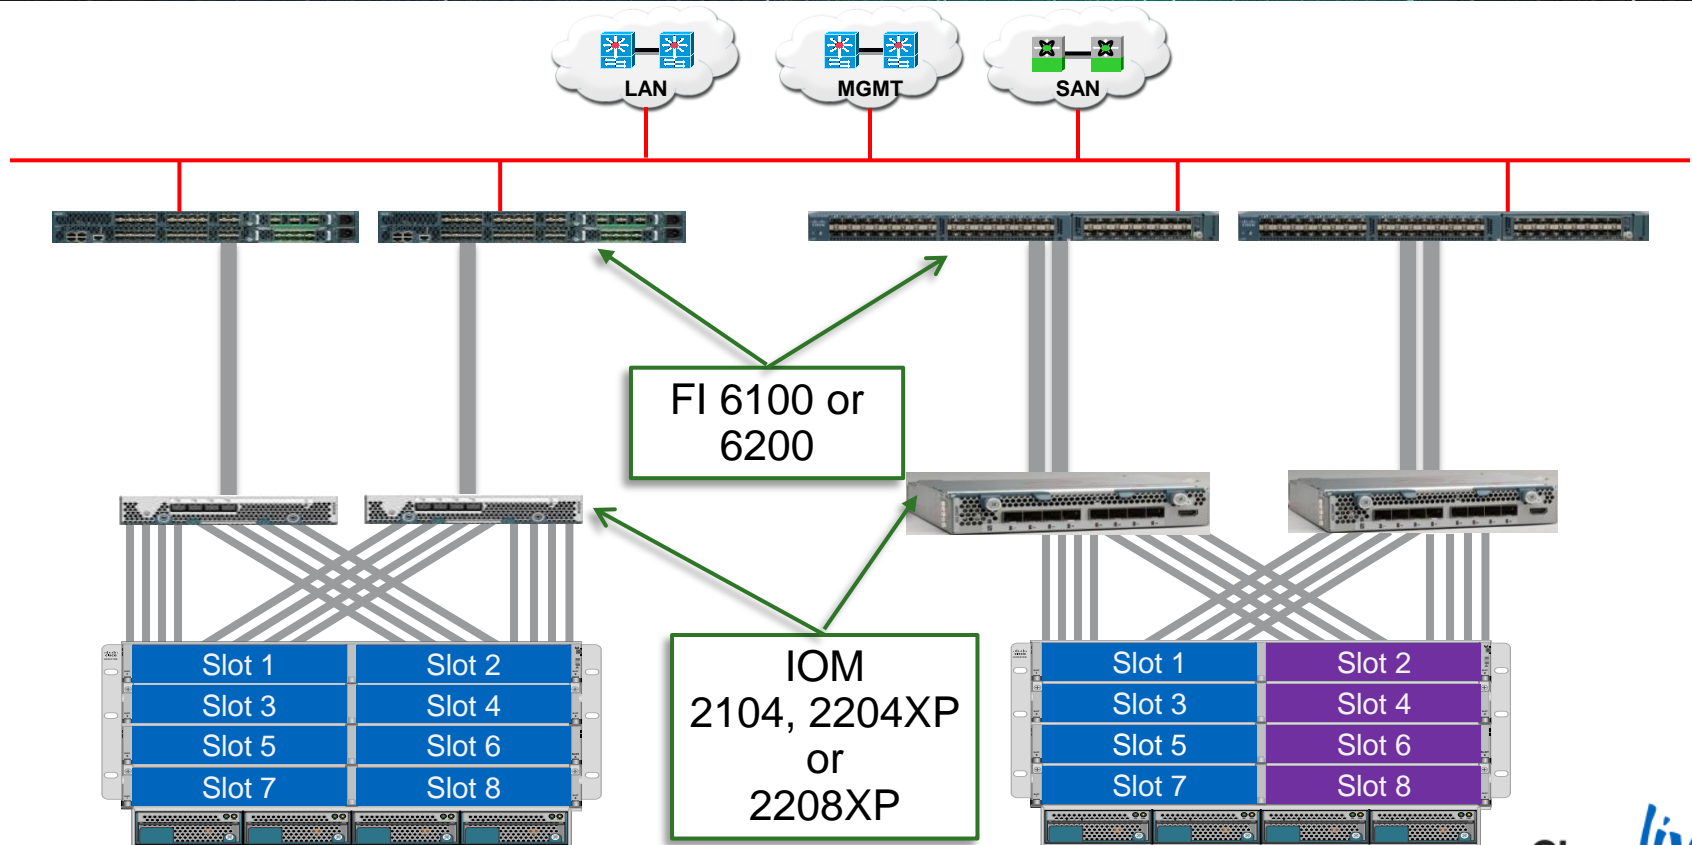 LAN
MGMT
SAN
FI 6100 or
6200
IOM
2104, 2204XP
or
2208XP
Slot 1
Slot 2
Slot 3
Slot 4
Slot 5
Slot 6
Slot 7
Slot 8
Slot 1
Slot 2
Slot 3
Slot 4
Slot 5
Slot 6
Slot 7
Slot 8